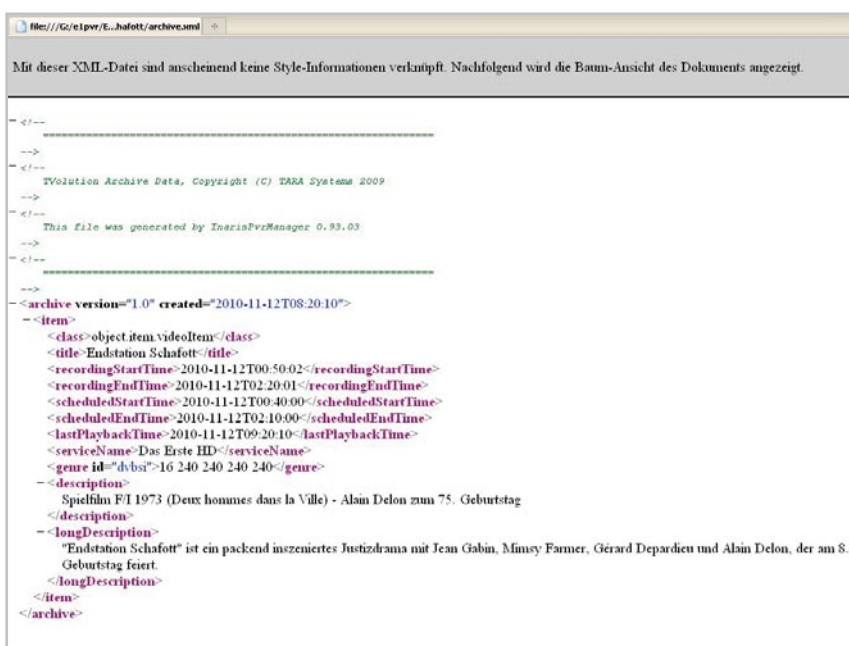 file:///G:/e1pvr/E...hafott/archive.xml
Mit dieser XML-Datei sind anscheinend keine Style-Informationen verknüpft. Nachfolgend wird die Baum-Ansicht des Dokuments angezeigt.
- <!--
==============================================================
-->
- <!--
TVolution Archive Data, Copyright (C) TARA Systems 2009
-->
- <!--
This file was generated by InarisPvrManager 0.93.03
-->
- <!--
==============================================================
-->
- <archive version="1.0" created="2010-11-12T08:20:10">
- <item>
<class>object.item.videoItem</class>
<title>Endstation Schafott</title>
<recordingStartTime>2010-11-12T00:50:02</recordingStartTime>
<recordingEndTime>2010-11-12T02:20:01</recordingEndTime>
<scheduledStartTime>2010-11-12T00:40:00</scheduledStartTime>
<scheduledEndTime>2010-11-12T02:10:00</scheduledEndTime>
<lastPlaybackTime>2010-11-12T09:20:10</lastPlaybackTime>
<serviceName>Das Erste HD</serviceName>
<genre id="dvbsi">16 240 240 240 240</genre>
- <description>
Spielfilm F/I 1973 (Deux hommes dans la Ville) - Alain Delon zum 75. Geburtstag
</description>
- <longDescription>
"Endstation Schafott" ist ein packend inszeniertes Justizdrama mit Jean Gabin, Mimsy Farmer, Gérard Depardieu und Alain Delon, der am 8.
Geburtstag feiert.
</longDescription>
</item>
</archive>